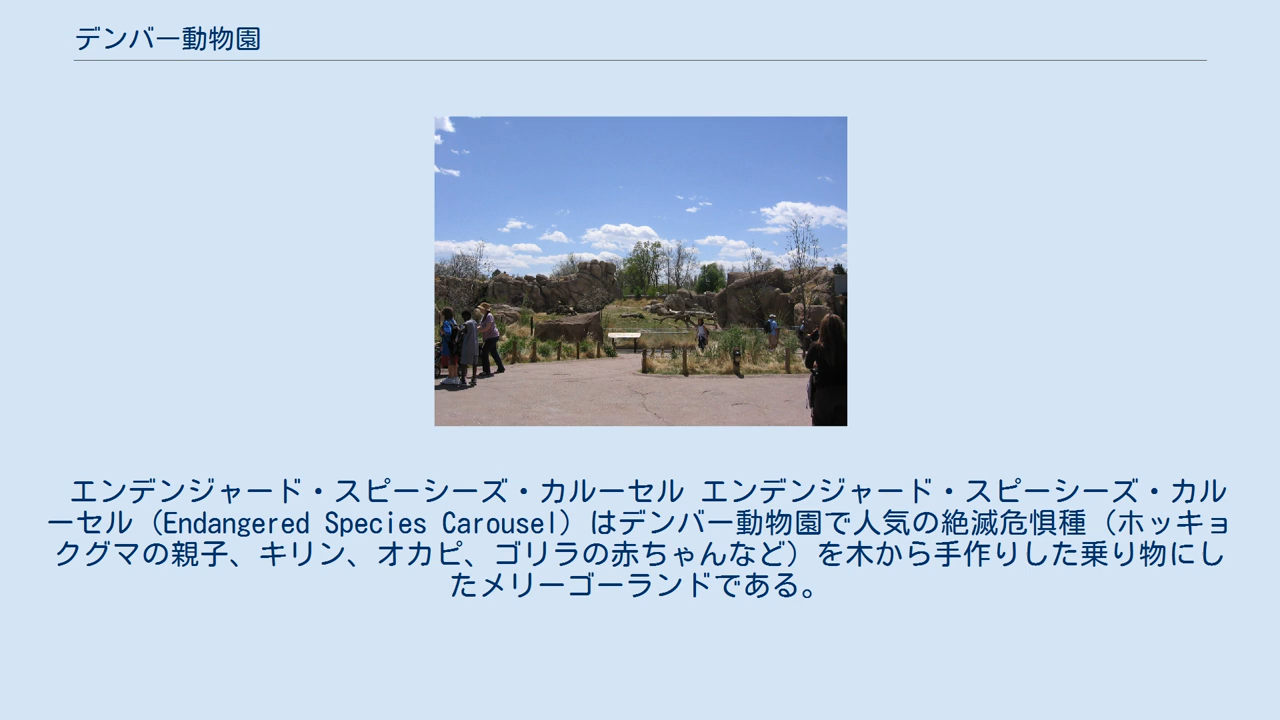 デンバー動物園
エンデンジャード・スピーシーズ・カルーセル エンデンジャード・スピーシーズ・カル
ーセル（Endangered Species Carousel）はデンバー動物園で人気の絶滅危惧種（ホッキョ
クグマの親子、キリン、オカピ、ゴリラの赤ちゃんなど）を木から手作りした乗り物にし
たメリーゴーランドである。